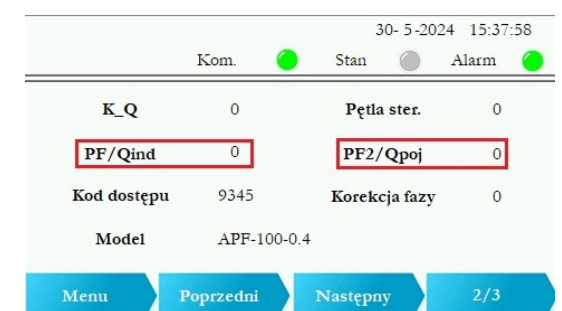 30- 5-2024 15:37:58
Kom. Stan Alarm
K_Q 0 Pętla ster. 0
PF/Qind 0 PF2/Qpoj 0
Kod dostępu 9345 Korekcja fazy 0
Model APF-100-0.4
Menu Poprzedni Następny 2/3